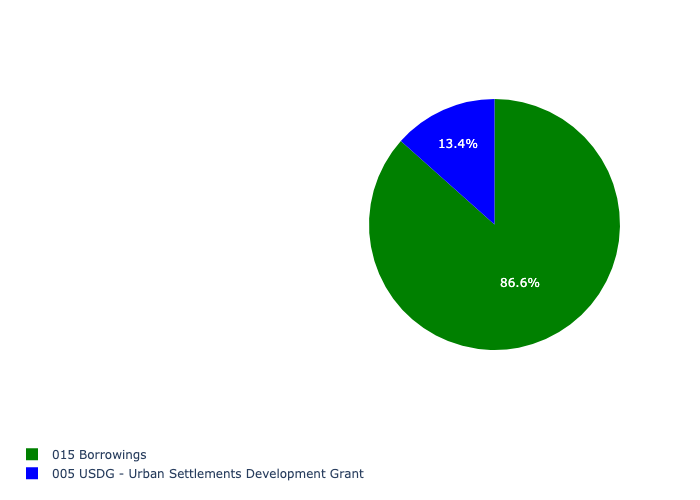 13.4%
86.6%
015 Borrowings
005 USDG - Urban Settlements Development Grant